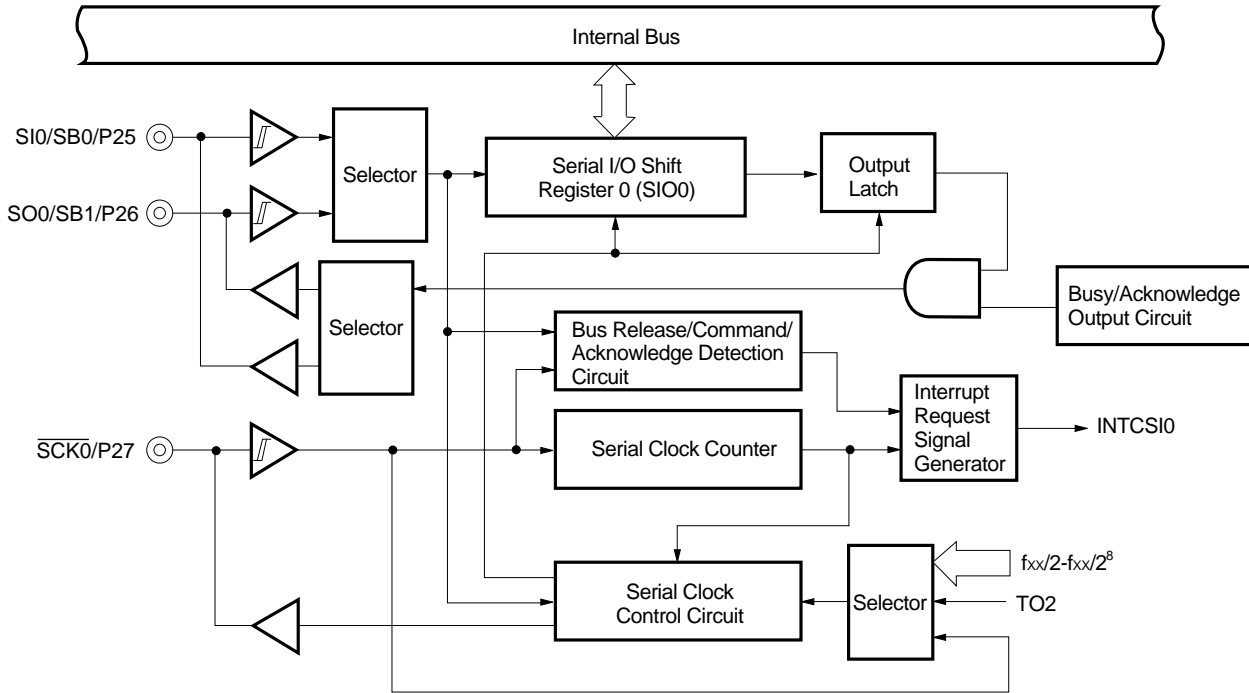 Internal Bus
SI0/SB0/P25
Selector
Serial I/O Shift
Register 0 (SIO0)
Output
Latch
SO0/SB1/P26
Selector
Busy/Acknowledge
Output Circuit
Bus Release/Command/
Acknowledge Detection
Circuit
Interrupt
Request
Signal
Generator
INTCSI0
SCK0/P27
Serial Clock Counter
Serial Clock
Control Circuit
Selector
fxx/2-fxx/2⁸
TO2